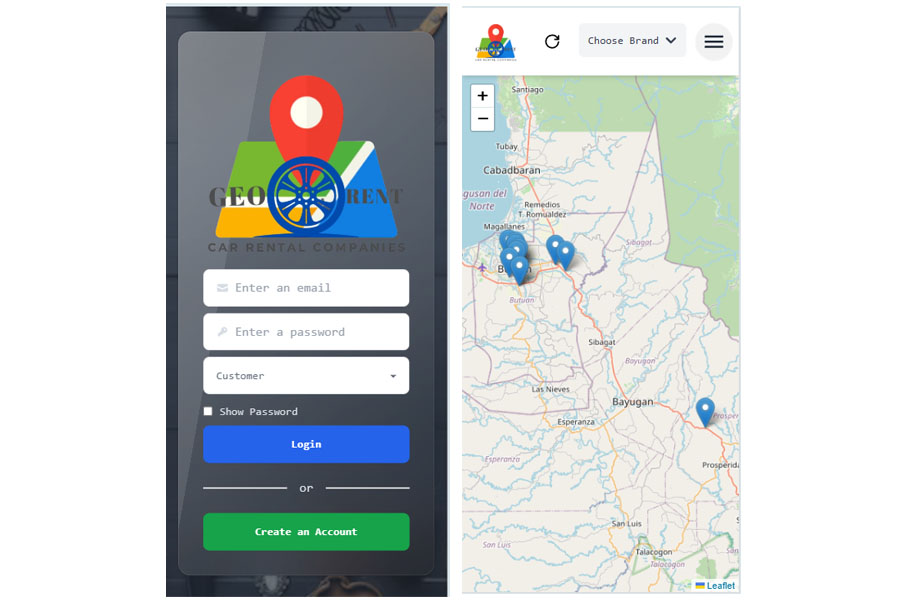 GEO RENT
CAR RENTAL COMPANIES
Enter an email
Enter a password
Customer
Show Password
Login
or
Create an Account
Choose Brand
+
−
Santiago
Tubay
Cabadbaran
gusan del
Norte
Remedios
T. Romualdez
Magallanes
Sibagat
Butuan
Sibagat
Bayugan
Las Nieves
Bayugan
Esperanza
Prosper
Esperanza
Prosperida
San Luis
San Luis
Talacogon
Talacogon
Leaflet